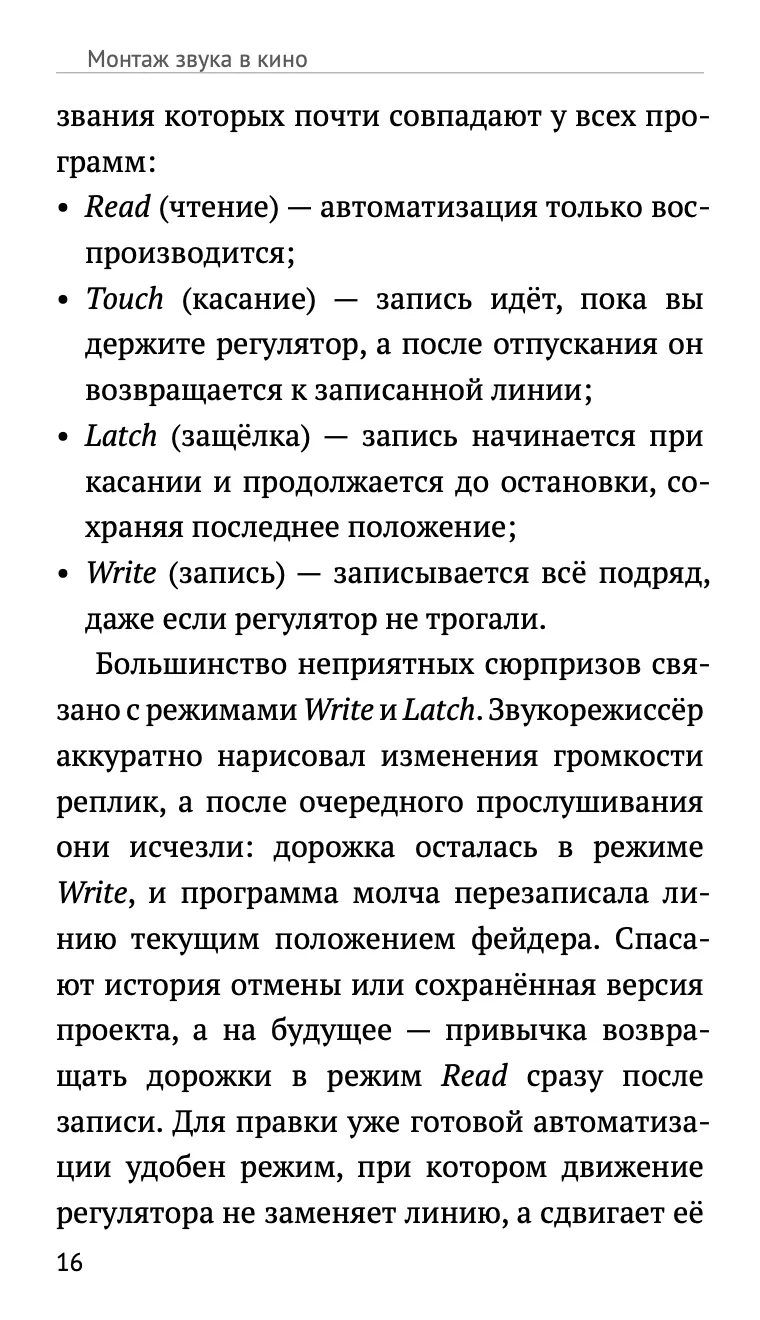 Монтаж звука в кино
звания которых почти совпадают у всех про-
грамм:
• Read (чтение) — автоматизация только вос-
производится;
• Touch (касание) — запись идёт, пока вы
держите регулятор, а после отпускания он
возвращается к записанной линии;
• Latch (защёлка) — запись начинается при
касании и продолжается до остановки, со-
храняя последнее положение;
• Write (запись) — записывается всё подряд,
даже если регулятор не трогали.
Большинство неприятных сюрпризов свя-
зано с режимами Write и Latch. Звукорежиссёр
аккуратно нарисовал изменения громкости
реплик, а после очередного прослушивания
они исчезли: дорожка осталась в режиме
Write, и программа молча перезаписала ли-
нию текущим положением фейдера. Спаса-
ют история отмены или сохранённая версия
проекта, а на будущее — привычка возвра-
щать дорожки в режим Read сразу после
записи. Для правки уже готовой автоматиза-
ции удобен режим, при котором движение
регулятора не заменяет линию, а сдвигает её
16